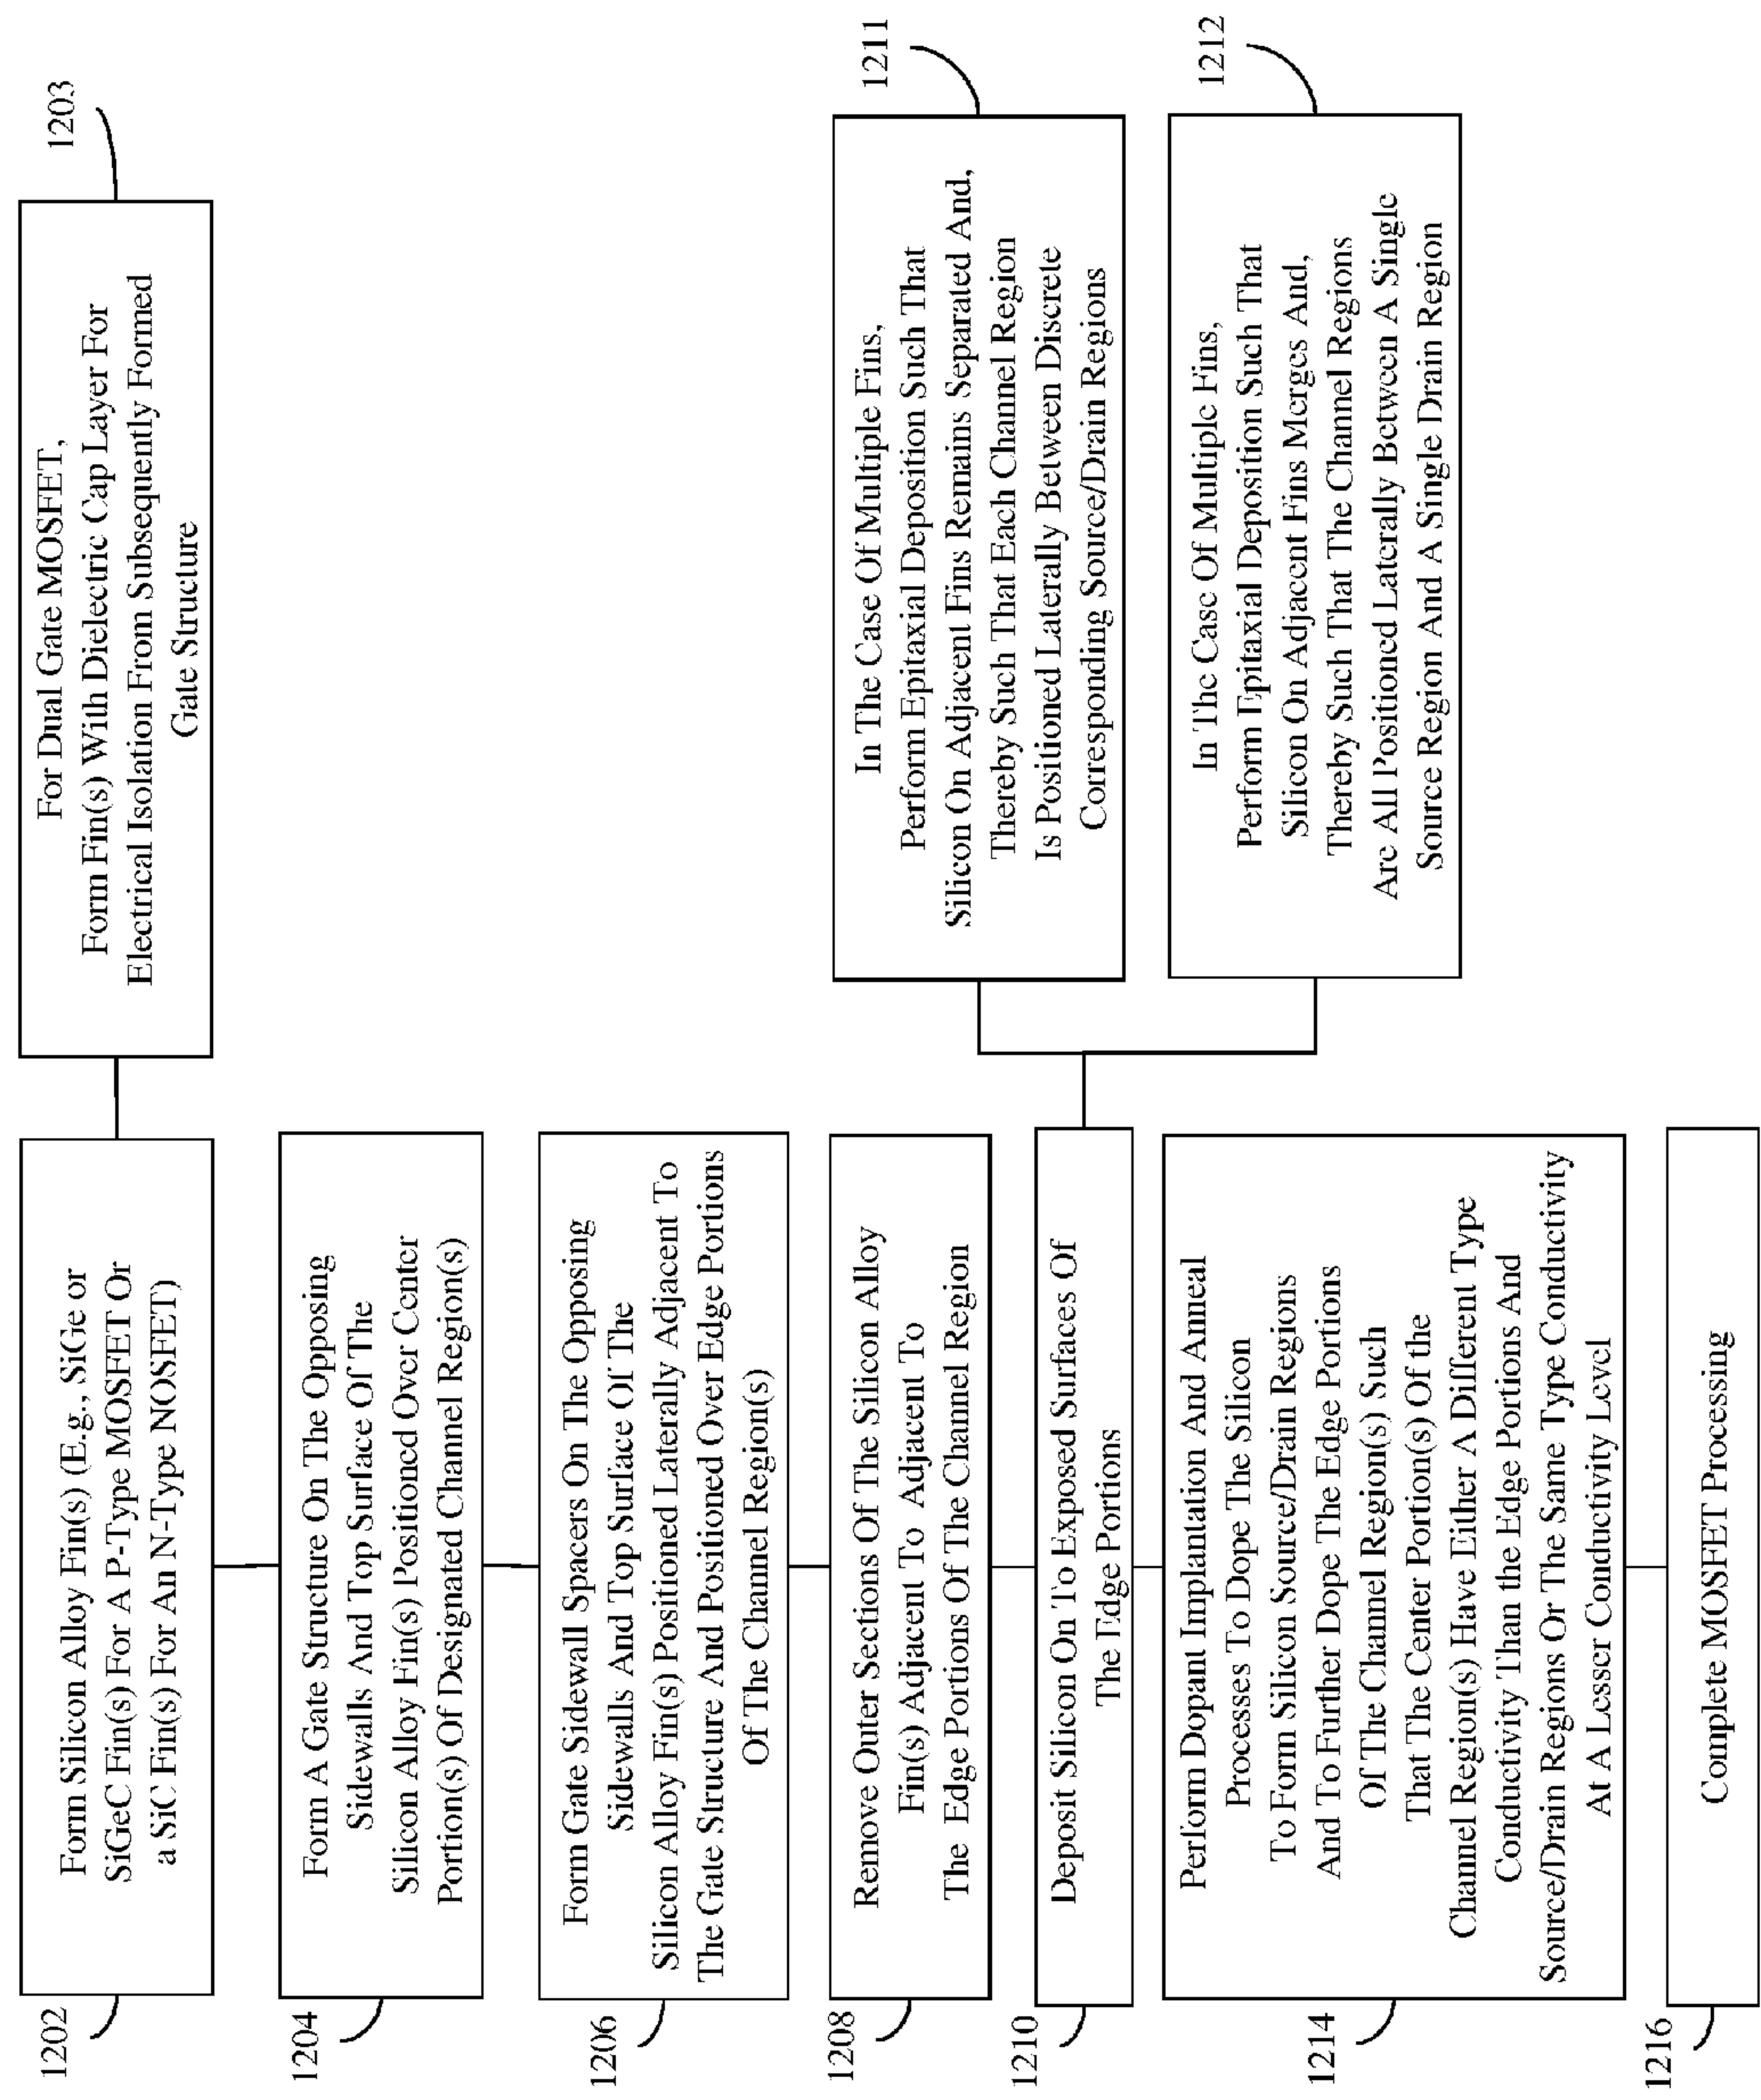 1202
Form Silicon Alloy Fin(s) (E.g., SiGe or
SiGeC Fin(s) For A P-Type MOSFET Or
a SiC Fin(s) For An N-Type NOSFET)
1203
For Dual Gate MOSFET,
Form Fin(s) With Dielectric Cap Layer For
Electrical Isolation From Subsequently Formed
Gate Structure
1204
Form A Gate Structure On The Opposing
Sidewalls And Top Surface Of The
Silicon Alloy Fin(s) Positioned Over Center
Portion(s) Of Designated Channel Region(s)
1206
Form Gate Sidewall Spacers On The Opposing
Sidewalls And Top Surface Of The
Silicon Alloy Fin(s) Positioned Laterally Adjacent To
The Gate Structure And Positioned Over Edge Portions
Of The Channel Region(s)
1208
Remove Outer Sections Of The Silicon Alloy
Fin(s) Adjacent To Adjacent To
The Edge Portions Of The Channel Region
1210
Deposit Silicon On To Exposed Surfaces Of
The Edge Portions
1211
In The Case Of Multiple Fins,
Perform Epitaxial Deposition Such That
Silicon On Adjacent Fins Remains Separated And,
Thereby Such That Each Channel Region
Is Positioned Laterally Between Discrete
Corresponding Source/Drain Regions
1212
In The Case Of Multiple Fins,
Perform Epitaxial Deposition Such That
Silicon On Adjacent Fins Merges And,
Thereby Such That The Channel Regions
Are All Positioned Laterally Between A Single
Source Region And A Single Drain Region
1214
Perform Dopant Implantation And Anneal
Processes To Dope The Silicon
To Form Silicon Source/Drain Regions
And To Further Dope The Edge Portions
Of The Channel Region(s) Such
That The Center Portion(s) Of the
Channel Region(s) Have Either A Different Type
Conductivity Than the Edge Portions And
Source/Drain Regions Or The Same Type Conductivity
At A Lesser Conductivity Level
1216
Complete MOSFET Processing